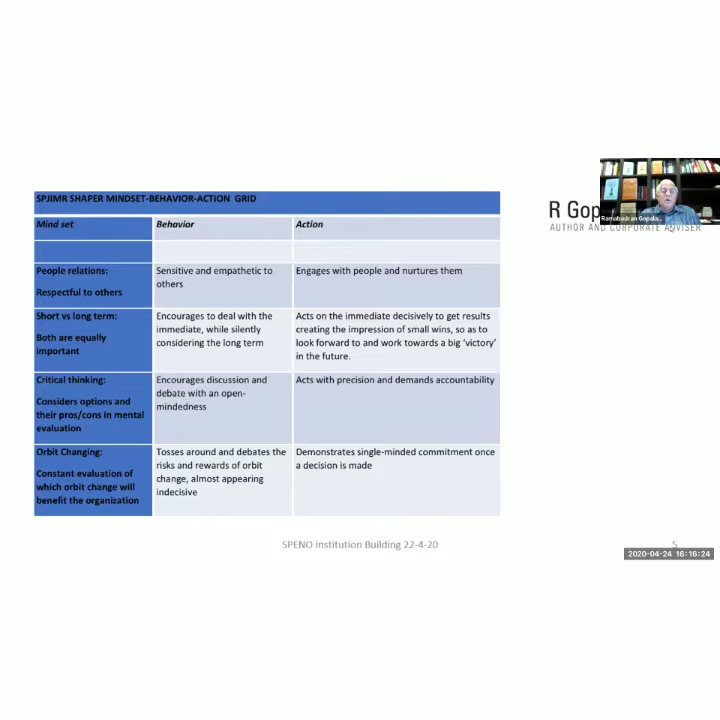 SPJIMR SHAPER MINDSET-BEHAVIOR-ACTION GRID
Mind set
Behavior
Action
People relations:
Respectful to others
Sensitive and empathetic to
others
Engages with people and nurtures them
Short vs long term:
Both are equally
important
Encourages to deal with the
immediate, while silently
considering the long term
Acts on the immediate decisively to get results
creating the impression of small wins, so as to
look forward to and work towards a big ‘victory’
in the future.
Critical thinking:
Considers options and
their pros/cons in mental
evaluation
Encourages discussion and
debate with an open-
mindedness
Acts with precision and demands accountability
Orbit Changing:
Constant evaluation of
which orbit change will
benefit the organization
Tosses around and debates the
risks and rewards of orbit
change, almost appearing
indecisive
Demonstrates single-minded commitment once
a decision is made
R Gop
AUTHOR AND CORPORATE ADVISER
Ramabadran Gopala...
SPENO institution Building 22-4-20
5
2020-04-24 16:16:24